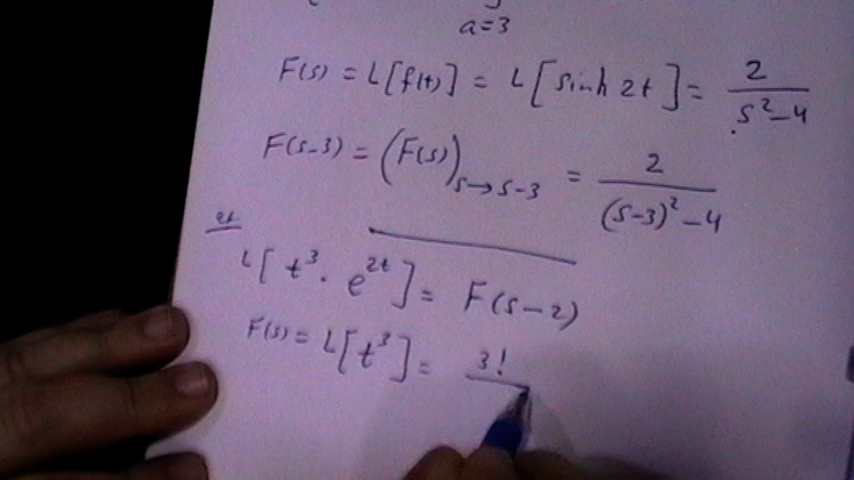 a=3
F(s) = L[f(t)] = L[sinh 2t] = 2/(s²-4)
F(s-3) = (F(s))s→s-3 = 2/((s-3)²-4)
L[t³. e^2t] = F(s-2)
F(s) = L[t³] = 3!